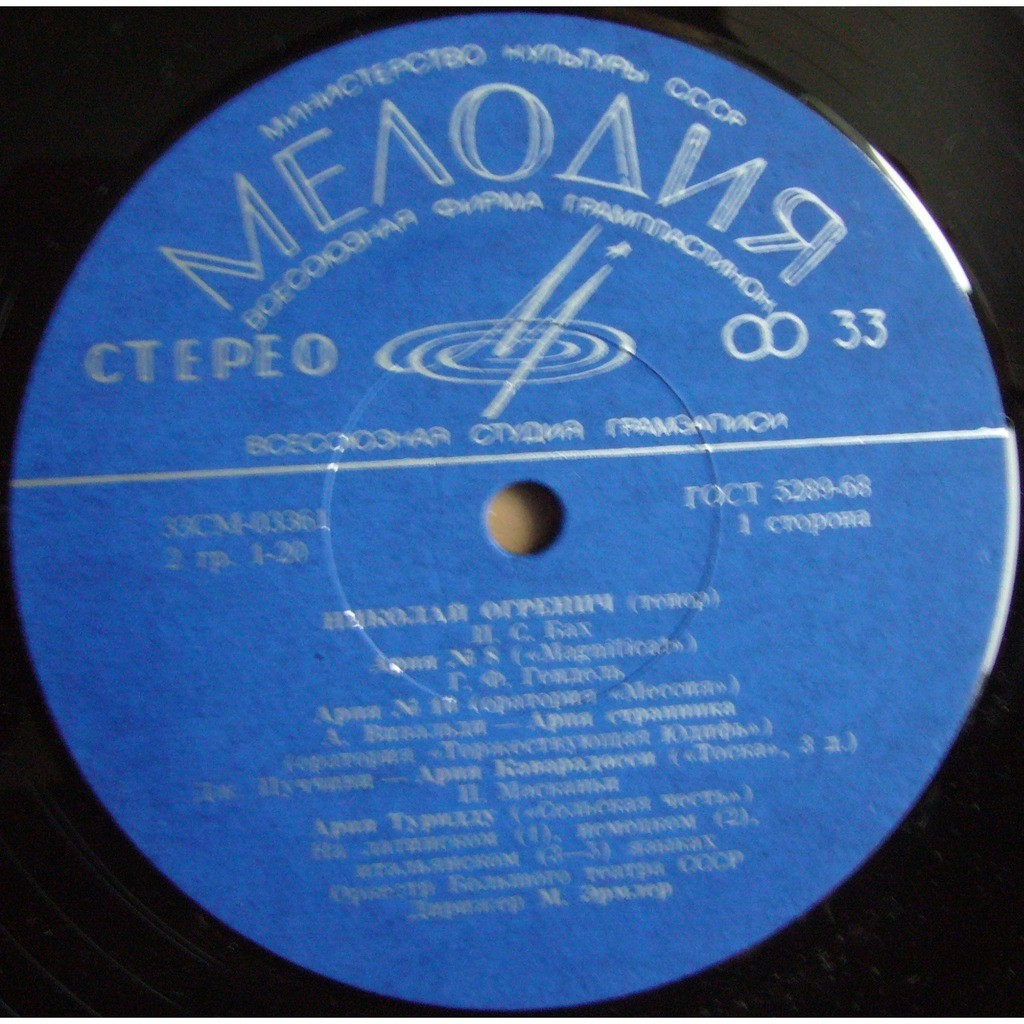 МИНИСТЕРСТВО КУЛЬТУРЫ СССР
МЕЛОДИЯ
ВСЕСОЮЗНАЯ ФИРМА ГРАМПЛАСТИНОК
СТЕРЕО
33
ВСЕСОЮЗНАЯ СТУДИЯ ГРАМЗАПИСИ
33СМ-03361
2 гр. 1-20
ГОСТ 5289-68
1 сторона
НИКОЛАЙ ОГРЕНИЧ (тенор)
И. С. Бах
Ария № 8 («Magnificat»)
Г. Ф. Гендель
Ария № (оратория «Мессия»)
А. Вивальди — Ария странника
(оратория «Торжествующая Юдифь»)
Дж. Пуччини — Ария Каварадосси («Тоска», 3 д.)
П. Масканьи
Ария Туридду («Сельская честь»)
На латинском (1), немецком (2),
итальянском (3—5) языках
Оркестр Большого театра СССР
Дирижер М. Эрмлер